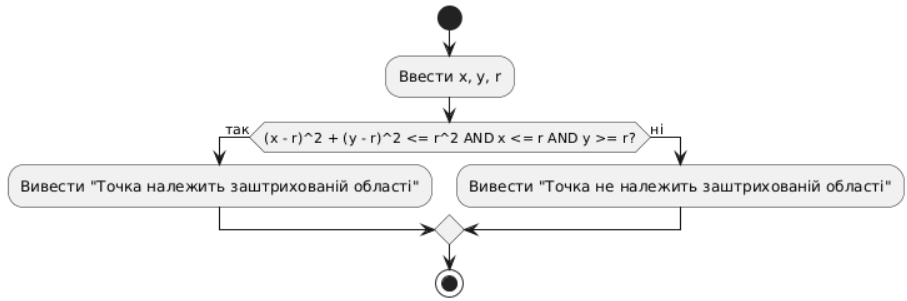 Ввести x, y, r
так
(x - r)^2 + (y - r)^2 <= r^2 AND x <= r AND y >= r?
ні
Вивести "Точка належить заштрихованій області"
Вивести "Точка не належить заштрихованій області"